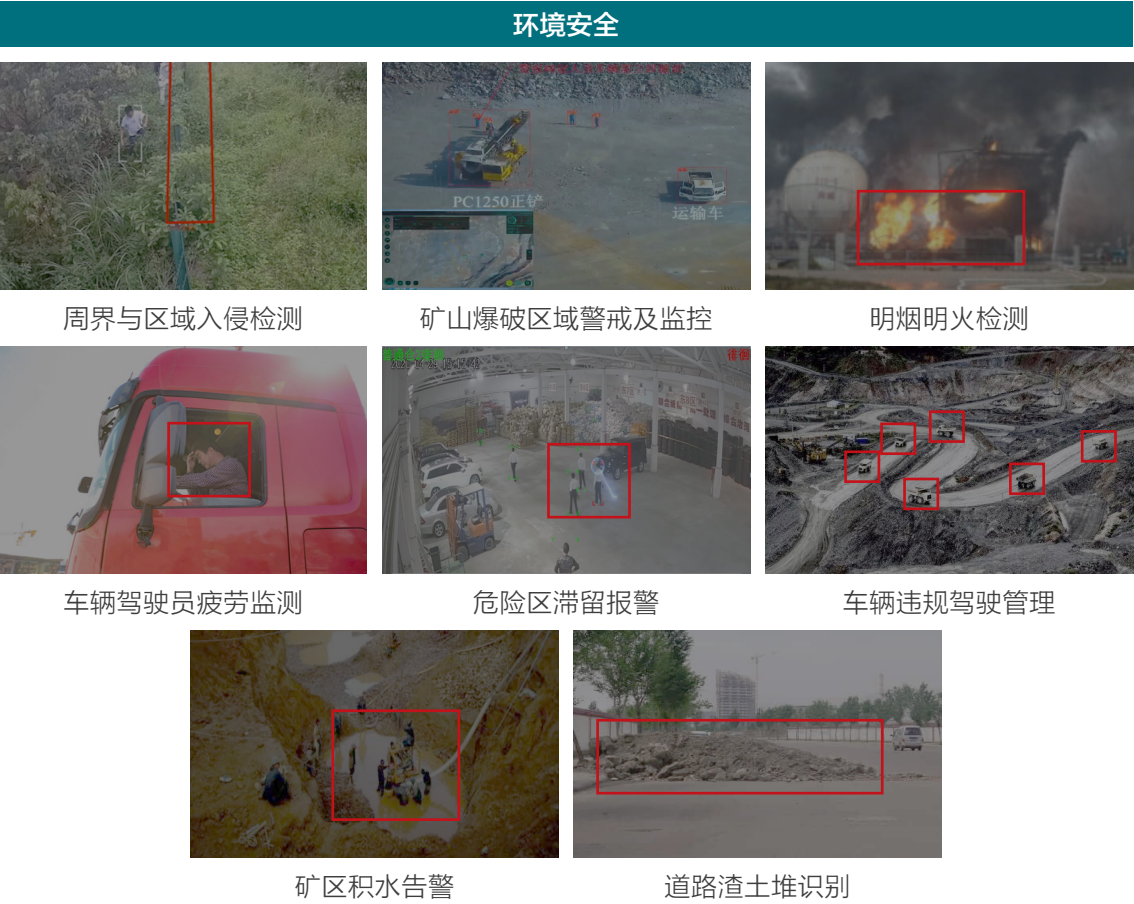 环境安全
PC1250正铲
运输车
周界与区域入侵检测
矿山爆破区域警戒及监控
明烟明火检测
徘徊
车辆驾驶员疲劳监测
危险区滞留报警
车辆违规驾驶管理
矿区积水告警
道路渣土堆识别